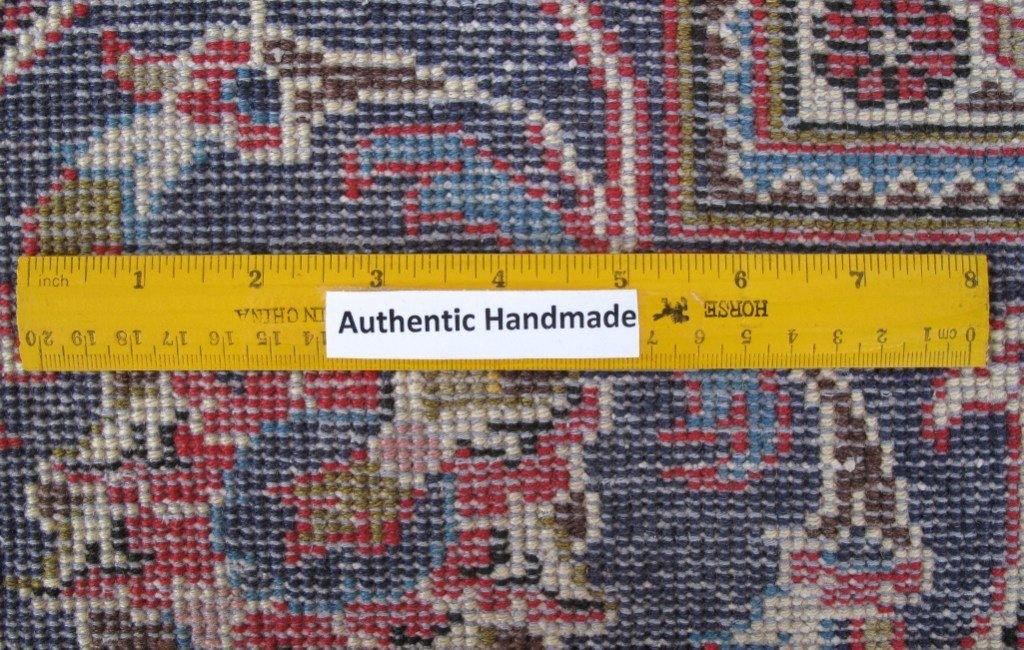 inch 1 2 3 4 5 6 7 8
IN CHINA
HORSE
Authentic Handmade
20 19 18 17 16 15 14 7 6 5 4 3 2 1 cm 0